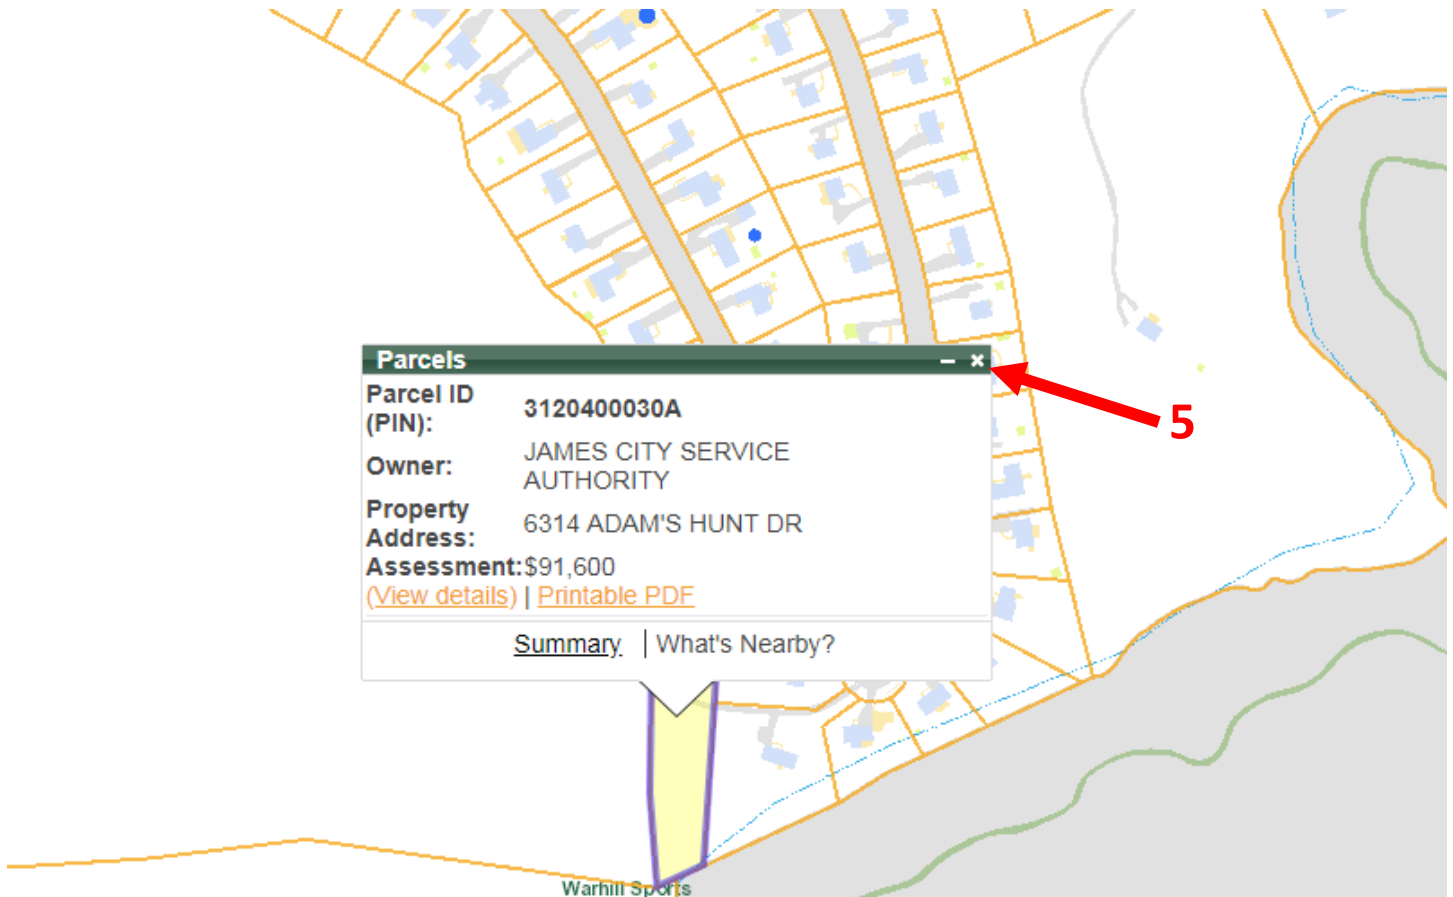 Parcels
Parcel ID
(PIN):
3120400030A
Owner:
JAMES CITY SERVICE
AUTHORITY
Property
Address:
6314 ADAM'S HUNT DR
Assessment:$91,600
(View details) | Printable PDF
Summary | What's Nearby?
5
Warhill Sports